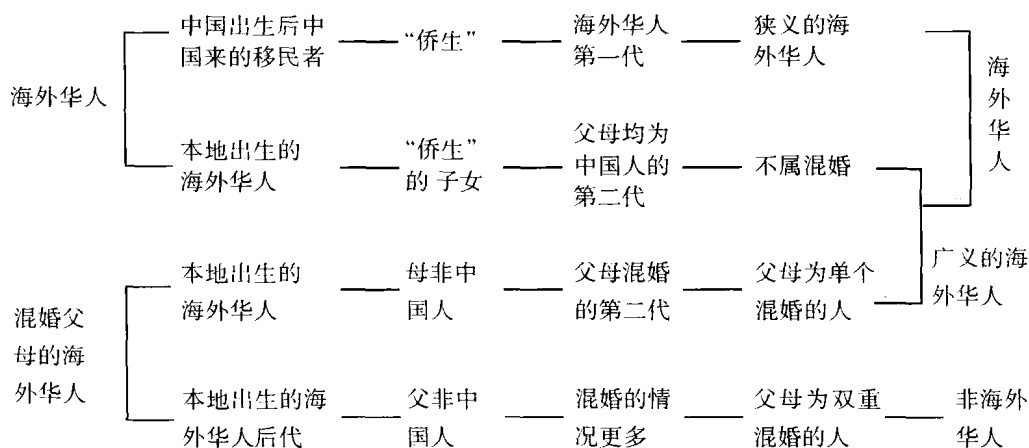 中国出生后中
国来的移民者
“侨生”
海外华人
第一代
狭义的海
外华人
海外华人
海外华人
本地出生的
海外华人
“侨生”
的 子女
父母均为
中国人的
第二代
不属混婚
本地出生的
海外华人
母非中
国人
父母混婚
的第二代
父母为单个
混婚的人
广义的海
外华人
混婚父
母的海
外华人
本地出生的海
外华人后代
父非中
国人
混婚的情
况更多
父母为双重
混婚的人
非海外
华人